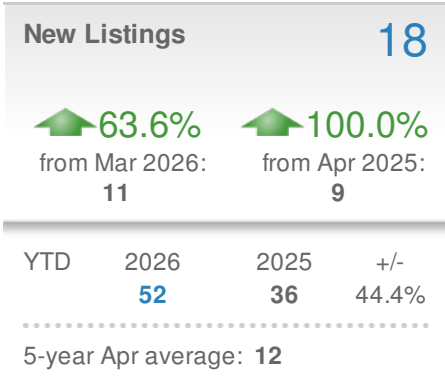 New Listings 18
63.6% 100.0%
from Mar 2026: from Apr 2025:
11 9
YTD 2026 2025 +/-
52 36 44.4%
5-year Apr average: 12